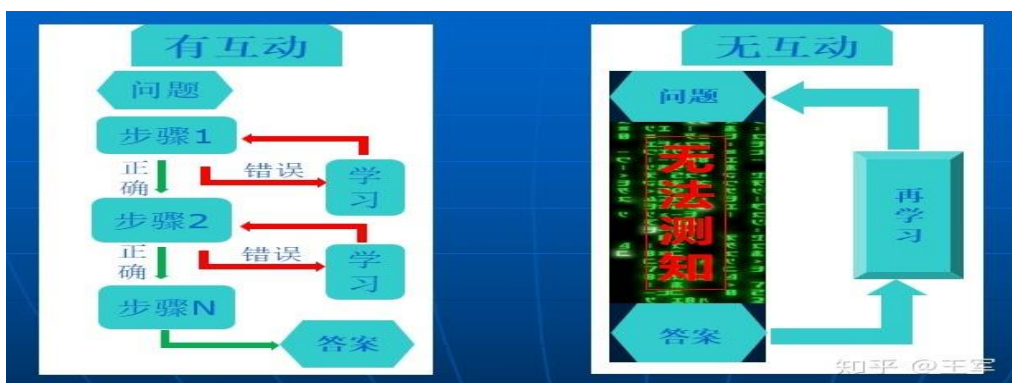 有互动
问题
步骤1
正确
错误
学习
步骤2
正确
错误
学习
步骤N
答案
无互动
问题
无法测知
再学习
答案
知乎 @王军